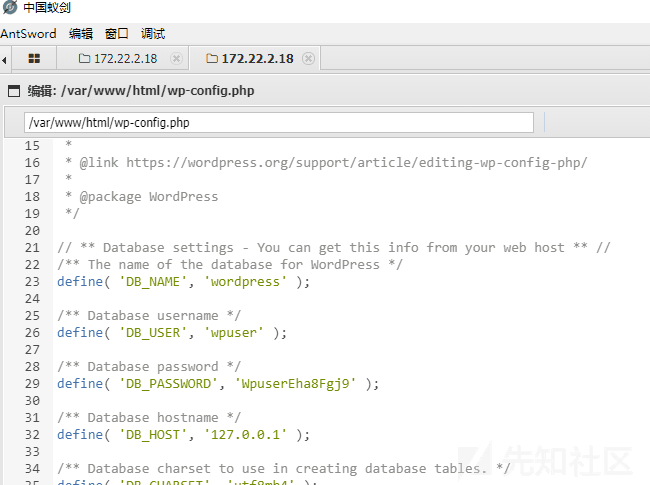 中国蚁剑
AntSword 编辑 窗口 调试
172.22.2.18 172.22.2.18
编辑: /var/www/html/wp-config.php
/var/www/html/wp-config.php
15 *
16 * @link https://wordpress.org/support/article/editing-wp-config-php/
17 *
18 * @package WordPress
19 */
20
21 // ** Database settings - You can get this info from your web host ** //
22 /** The name of the database for WordPress */
23 define( 'DB_NAME', 'wordpress' );
24
25 /** Database username */
26 define( 'DB_USER', 'wpuser' );
27
28 /** Database password */
29 define( 'DB_PASSWORD', 'WpuserEha8Fgj9' );
30
31 /** Database hostname */
32 define( 'DB_HOST', '127.0.0.1' );
33
34 /** Database charset to use in creating database tables. */
35 define( 'DB_CHARSET', 'utf8mb4' );
先知社区